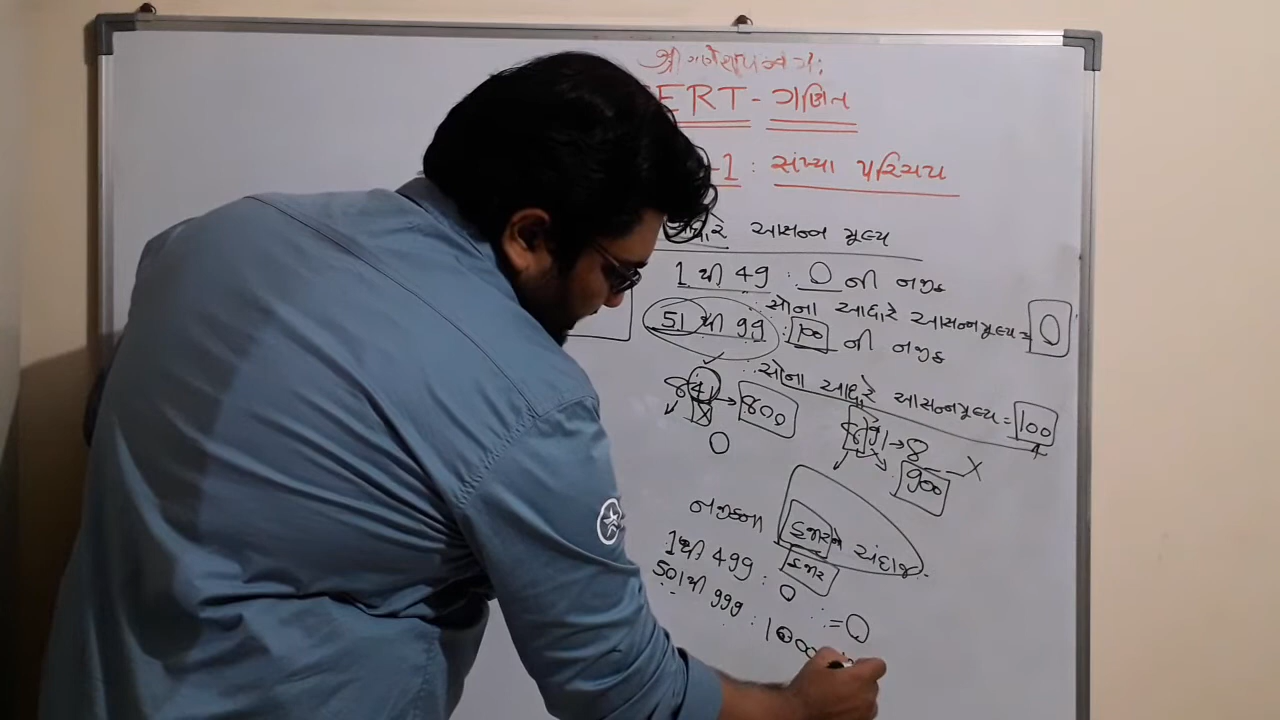 શ્રી ગણેશાય નમઃ
ERT - ગણિત
-1 : સંખ્યા પરિચય
આસન્ન મૂલ્ય
1 થી 49 : 0 ની નજીક
સોના આધારે આસન્નમૂલ્ય = 0
51 થી 99 : 100 ની નજીક
સોના આધારે આસન્નમૂલ્ય = 100
841 → 800
0
→ 8
900
નજીકના હજારને અંદાજ
હજાર
1 થી 499 : 0 = 0
501 થી 999 : 1000